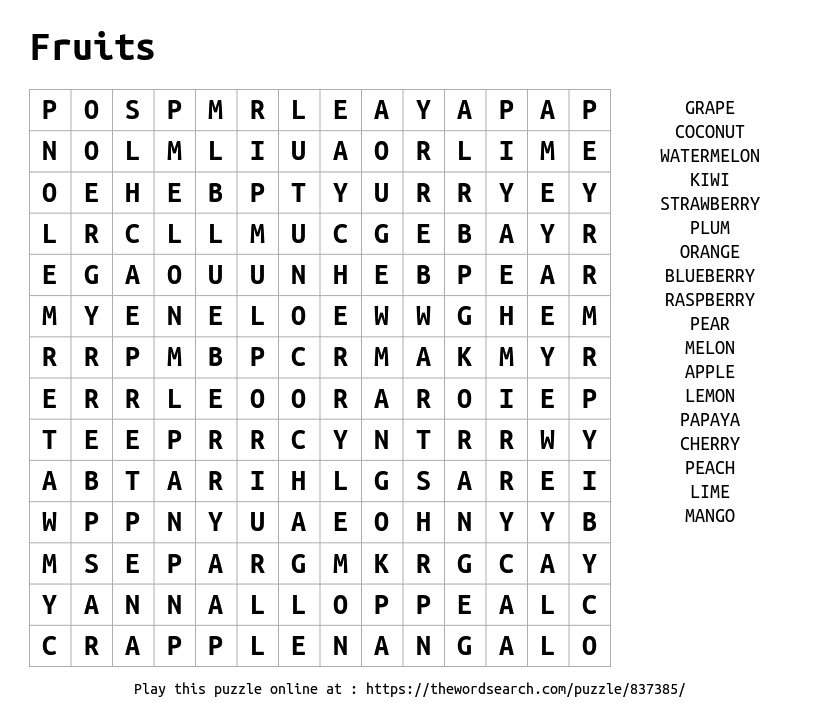 Fruits
P O S P M R L E A Y A P A P
N O L M L I U A O R L I M E
O E H E B P T Y U R R Y E Y
L R C L L M U C G E B A Y R
E G A O U U N H E B P E A R
M Y E N E L O E W W G H E M
R R P M B P C R M A K M Y R
E R R L E O O R A R O I E P
T E E P R R C Y N T R R W Y
A B T A R I H L G S A R E I
W P P N Y U A E O H N Y Y B
M S E P A R G M K R G C A Y
Y A N N A L L O P P E A L C
C R A P P L E N A N G A L O
GRAPE
COCONUT
WATERMELON
KIWI
STRAWBERRY
PLUM
ORANGE
BLUEBERRY
RASPBERRY
PEAR
MELON
APPLE
LEMON
PAPAYA
CHERRY
PEACH
LIME
MANGO
Play this puzzle online at : https://thewordsearch.com/puzzle/837385/